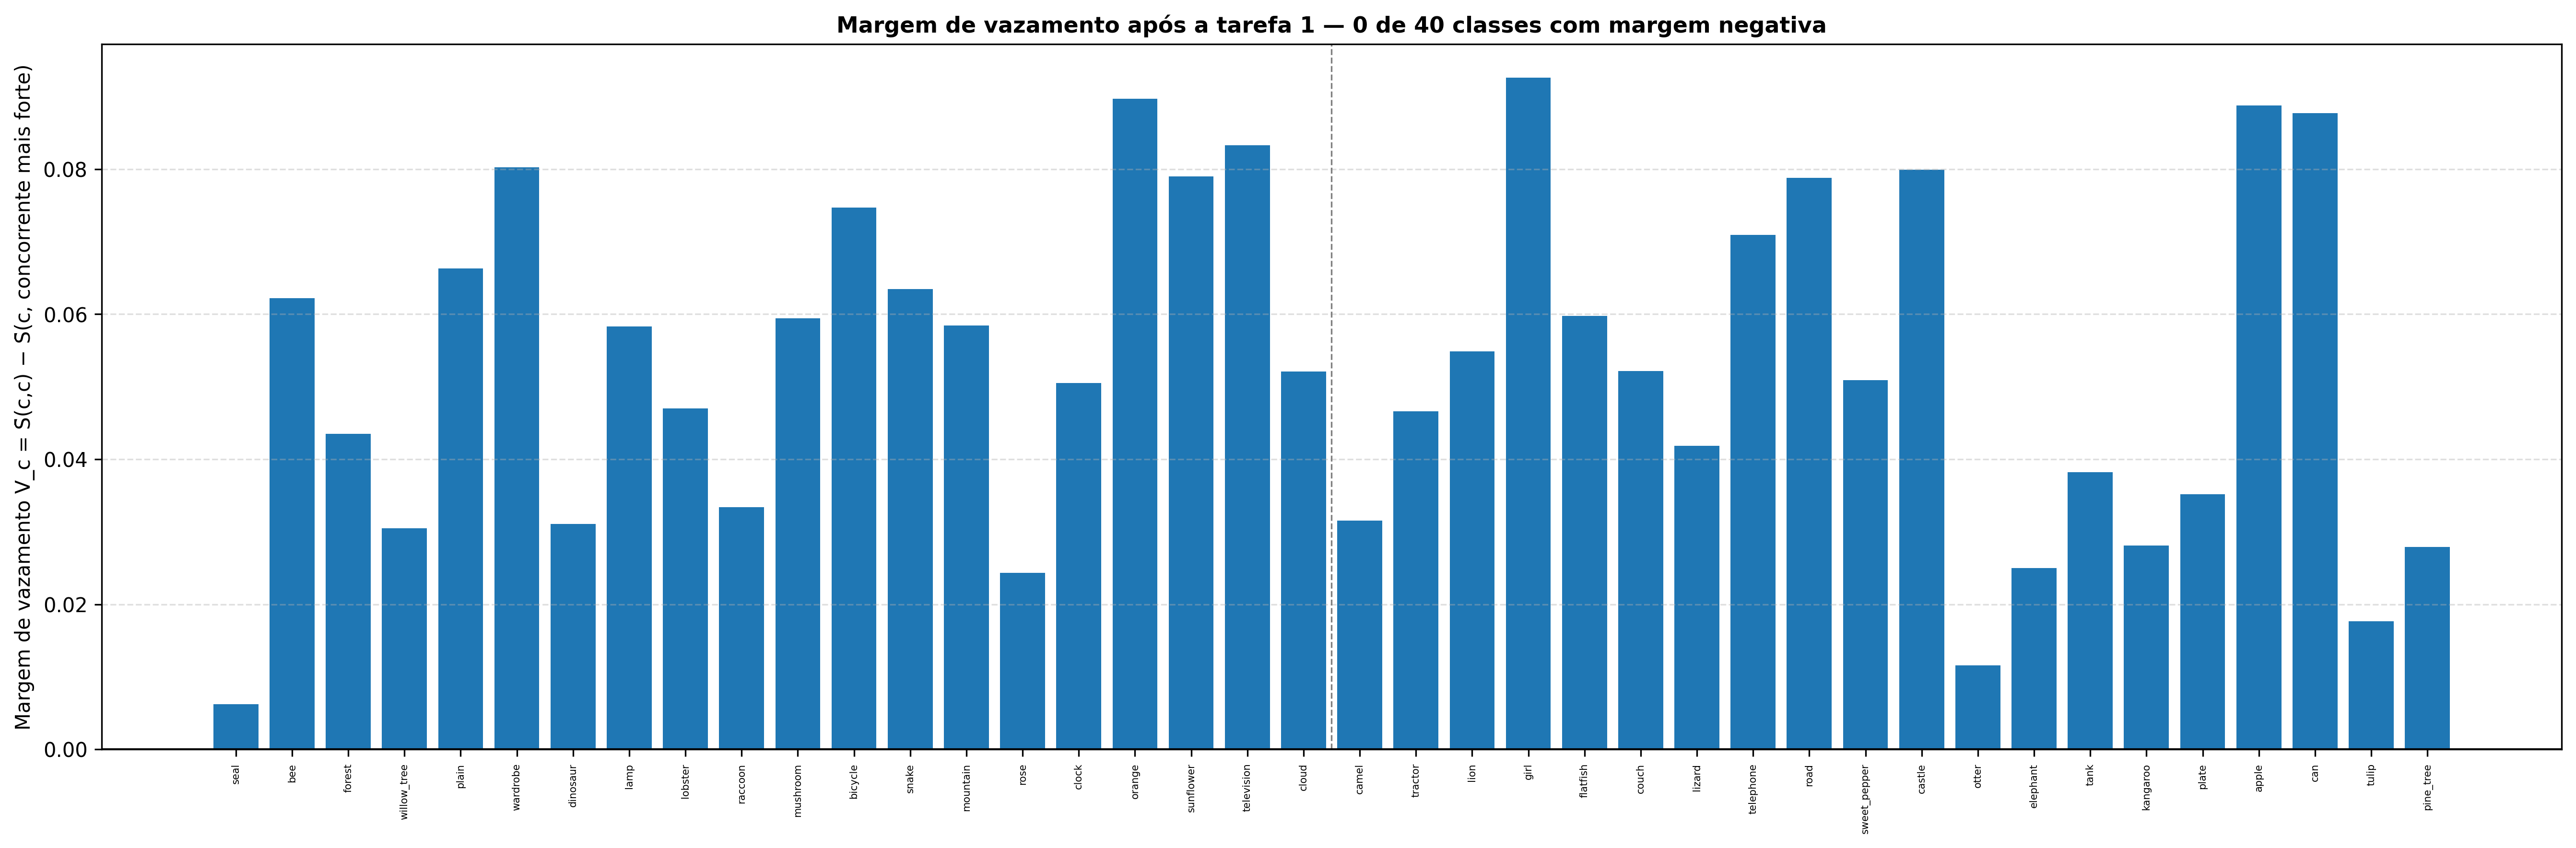 Margem de vazamento após a tarefa 1 — 0 de 40 classes com margem negativa
Margem de vazamento V_c = S(c,c) − S(c, concorrente mais forte)
0.08
0.06
0.04
0.02
0.00
seal
bee
forest
willow_tree
plain
wardrobe
dinosaur
lamp
lobster
raccoon
mushroom
bicycle
snake
mountain
rose
clock
orange
sunflower
television
cloud
camel
tractor
lion
girl
flatfish
couch
lizard
telephone
road
sweet_pepper
castle
otter
elephant
tank
kangaroo
plate
apple
can
tulip
pine_tree